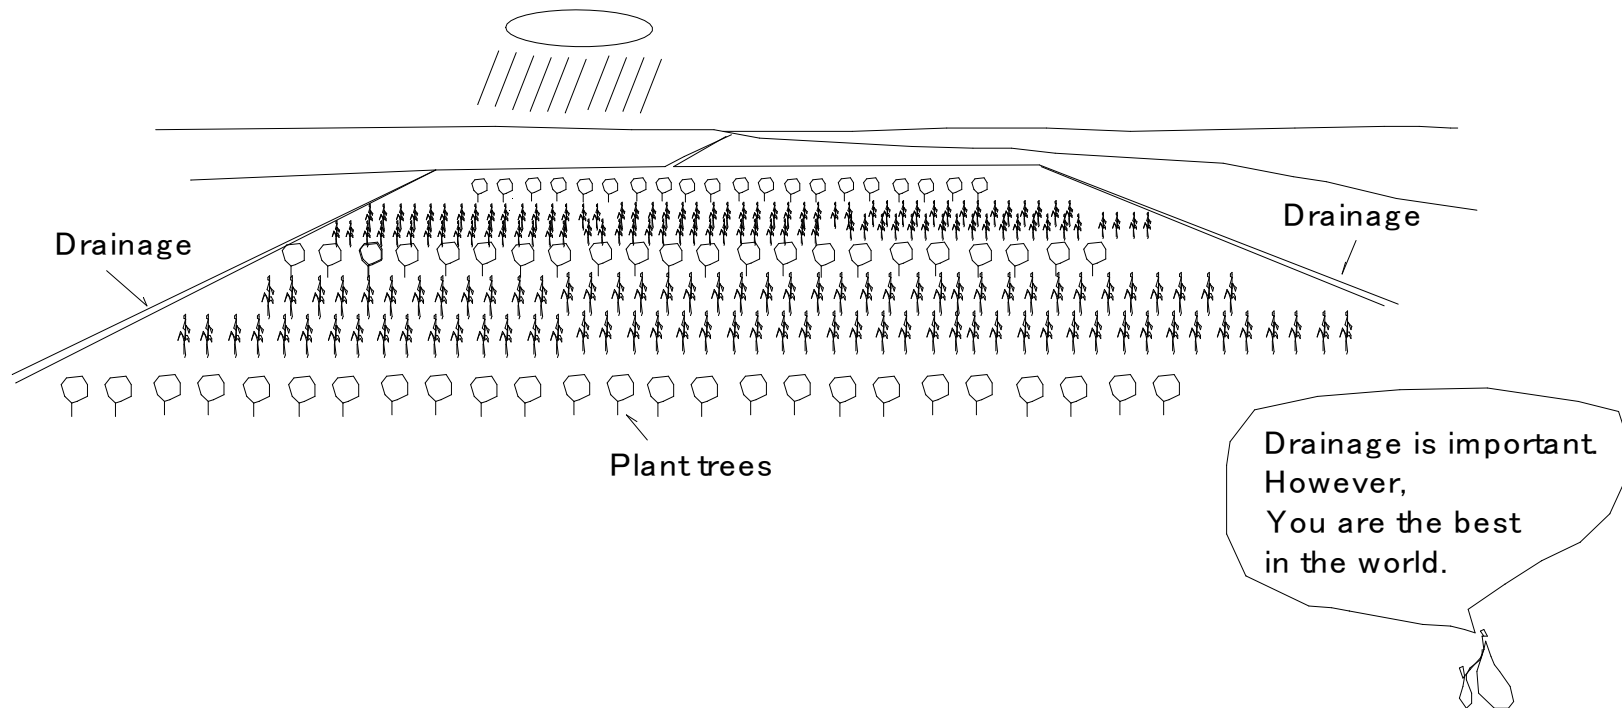 Drainage
Drainage
Plant trees
Drainage is important.
However,
You are the best
in the world.